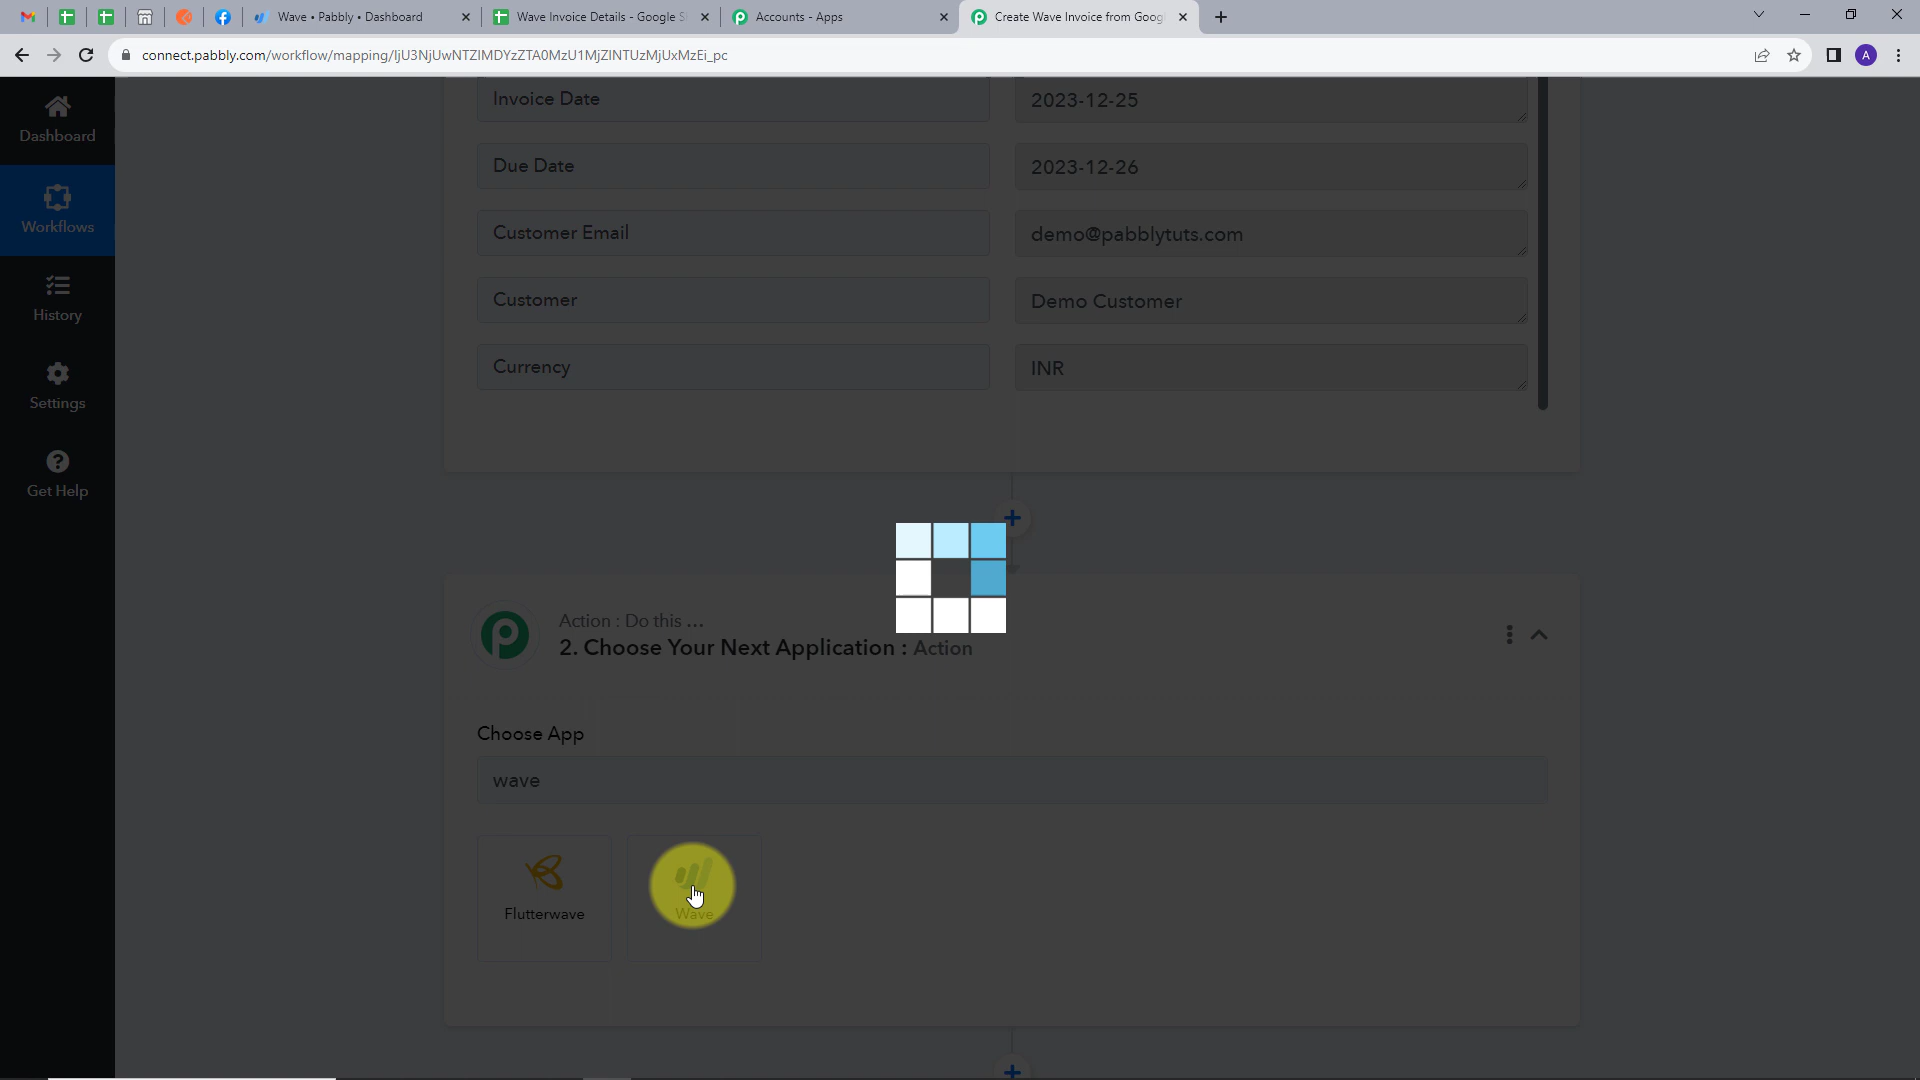 Wave • Pabbly • Dashboard
Wave Invoice Details - Google S
Accounts - Apps
Create Wave Invoice from Goog
connect.pabbly.com/workflow/mapping/IjU3NjUwNTZlMDYzZTA0MzU1MjZlNTUzMjUxMzEi_pc
A
Dashboard
Workflows
History
Settings
Get Help
Invoice Date
2023-12-25
Due Date
2023-12-26
Customer Email
demo@pabblytuts.com
Customer
Demo Customer
Currency
INR
Action : Do this ...
2. Choose Your Next Application : Action
Choose App
wave
Flutterwave
Wave